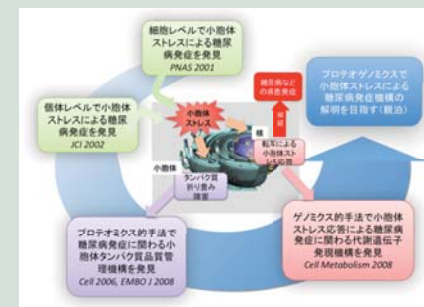 細胞レベルで小胞体
ストレスによる糖尿
病発症を発見
PNAS 2001
個体レベルで小胞体
ストレスによる糖尿
病発症を発見
JCI 2002
小胞体
ストレス
小胞体
タンパク質
折り畳み
障害
核
転写による
小胞体スト
レス応答
糖尿病などの
疾患発症
プロテオゲノミクスで
小胞体ストレスによる
糖尿病発症機構の
解明を目指す(親泊)
プロテオミクス的手法で
糖尿病発症に関わる小
胞体タンパク質品質管
理機構を発見
Cell 2006, EMBO J 2008
ゲノミクス的手法で小胞体
ストレス応答による糖尿病
発症に関わる代謝遺伝子
発現機構を発見
Cell Metabolism 2008